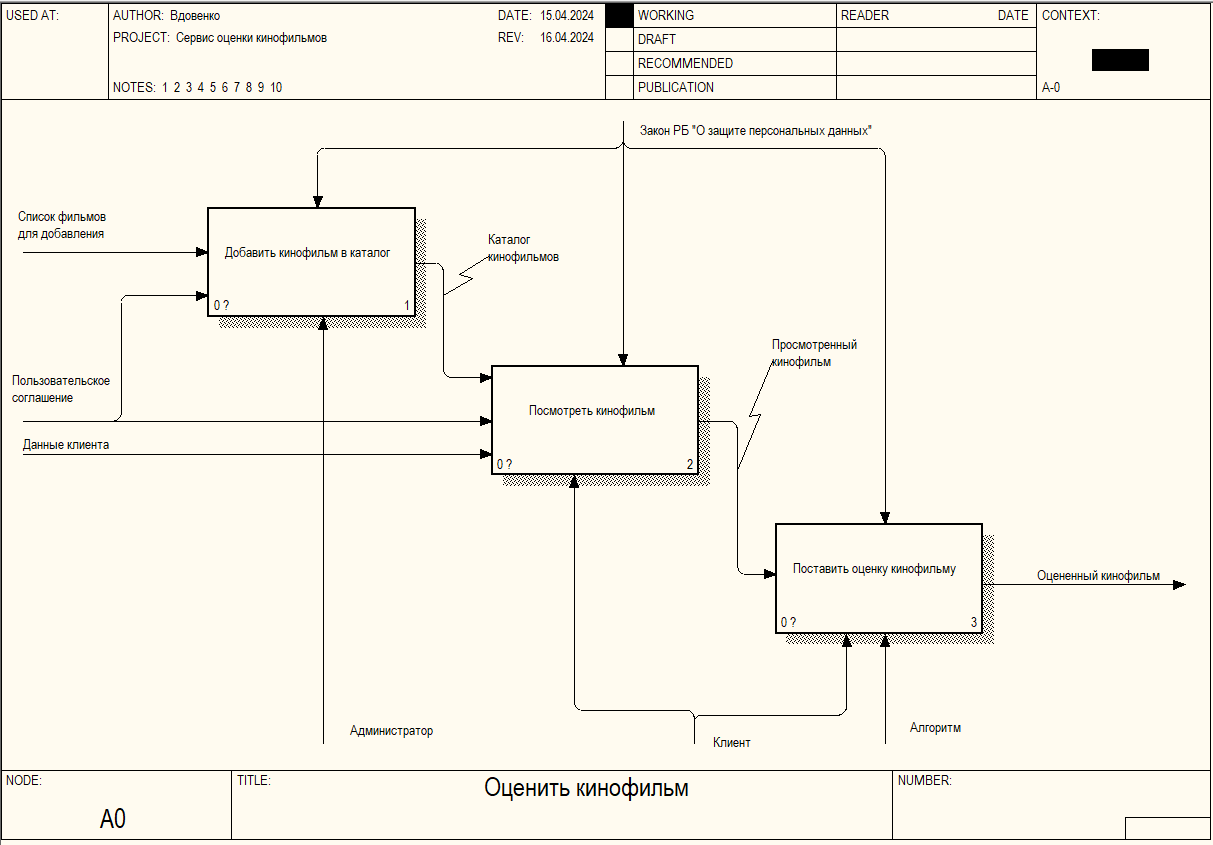 USED AT:
AUTHOR: Вдовенко
DATE: 15.04.2024
PROJECT: Сервис оценки кинофильмов
REV: 16.04.2024
NOTES: 1 2 3 4 5 6 7 8 9 10
WORKING
DRAFT
RECOMMENDED
PUBLICATION
READER
DATE
CONTEXT:
A-0
Закон РБ "О защите персональных данных"
Список фильмов
для добавления
Добавить кинофильм в каталог
0 ?
1
Каталог
кинофильмов
Просмотренный
кинофильм
Пользовательское
соглашение
Данные клиента
Посмотреть кинофильм
0 ?
2
Поставить оценку кинофильму
0 ?
3
Оцененный кинофильм
Администратор
Клиент
Алгоритм
NODE:
A0
TITLE:
Оценить кинофильм
NUMBER: